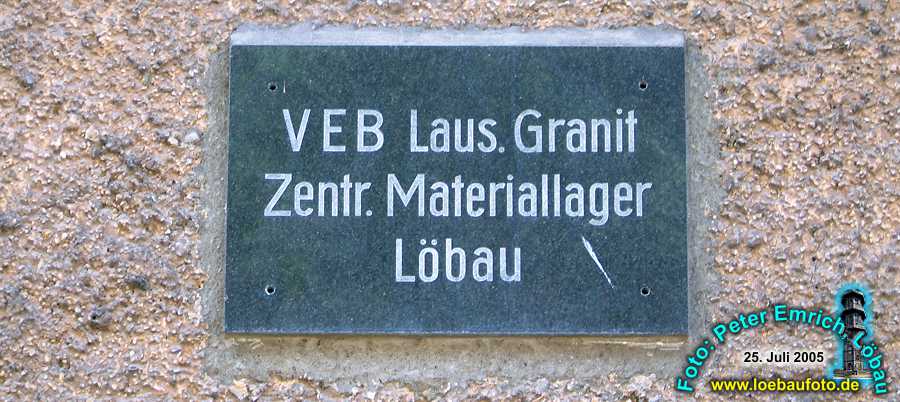 VEB Laus. Granit
Zentr. Materiallager
Löbau
Foto: Peter Emrich, Löbau
25. Juli 2005
www.loebaufoto.de